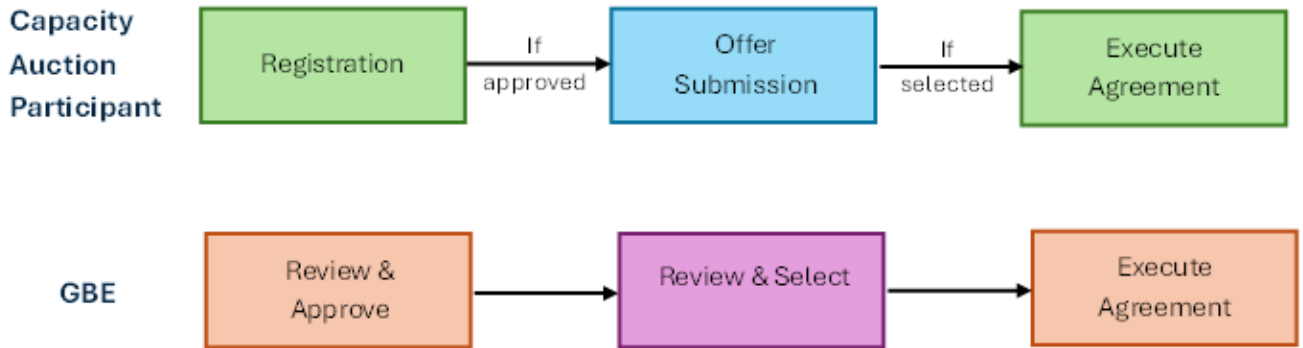 Capacity
Auction
Participant
Registration
If
approved
Offer
Submission
If
selected
Execute
Agreement
GBE
Review &
Approve
Review & Select
Execute
Agreement